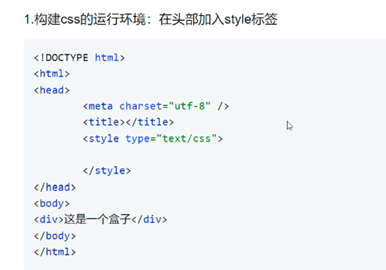 1.构建css的运行环境：在头部加入style标签
<!DOCTYPE html>
<html>
<head>
<meta charset="utf-8" />
<title></title>
<style type="text/css">
</style>
</head>
<body>
<div>这是一个盒子</div>
</body>
</html>